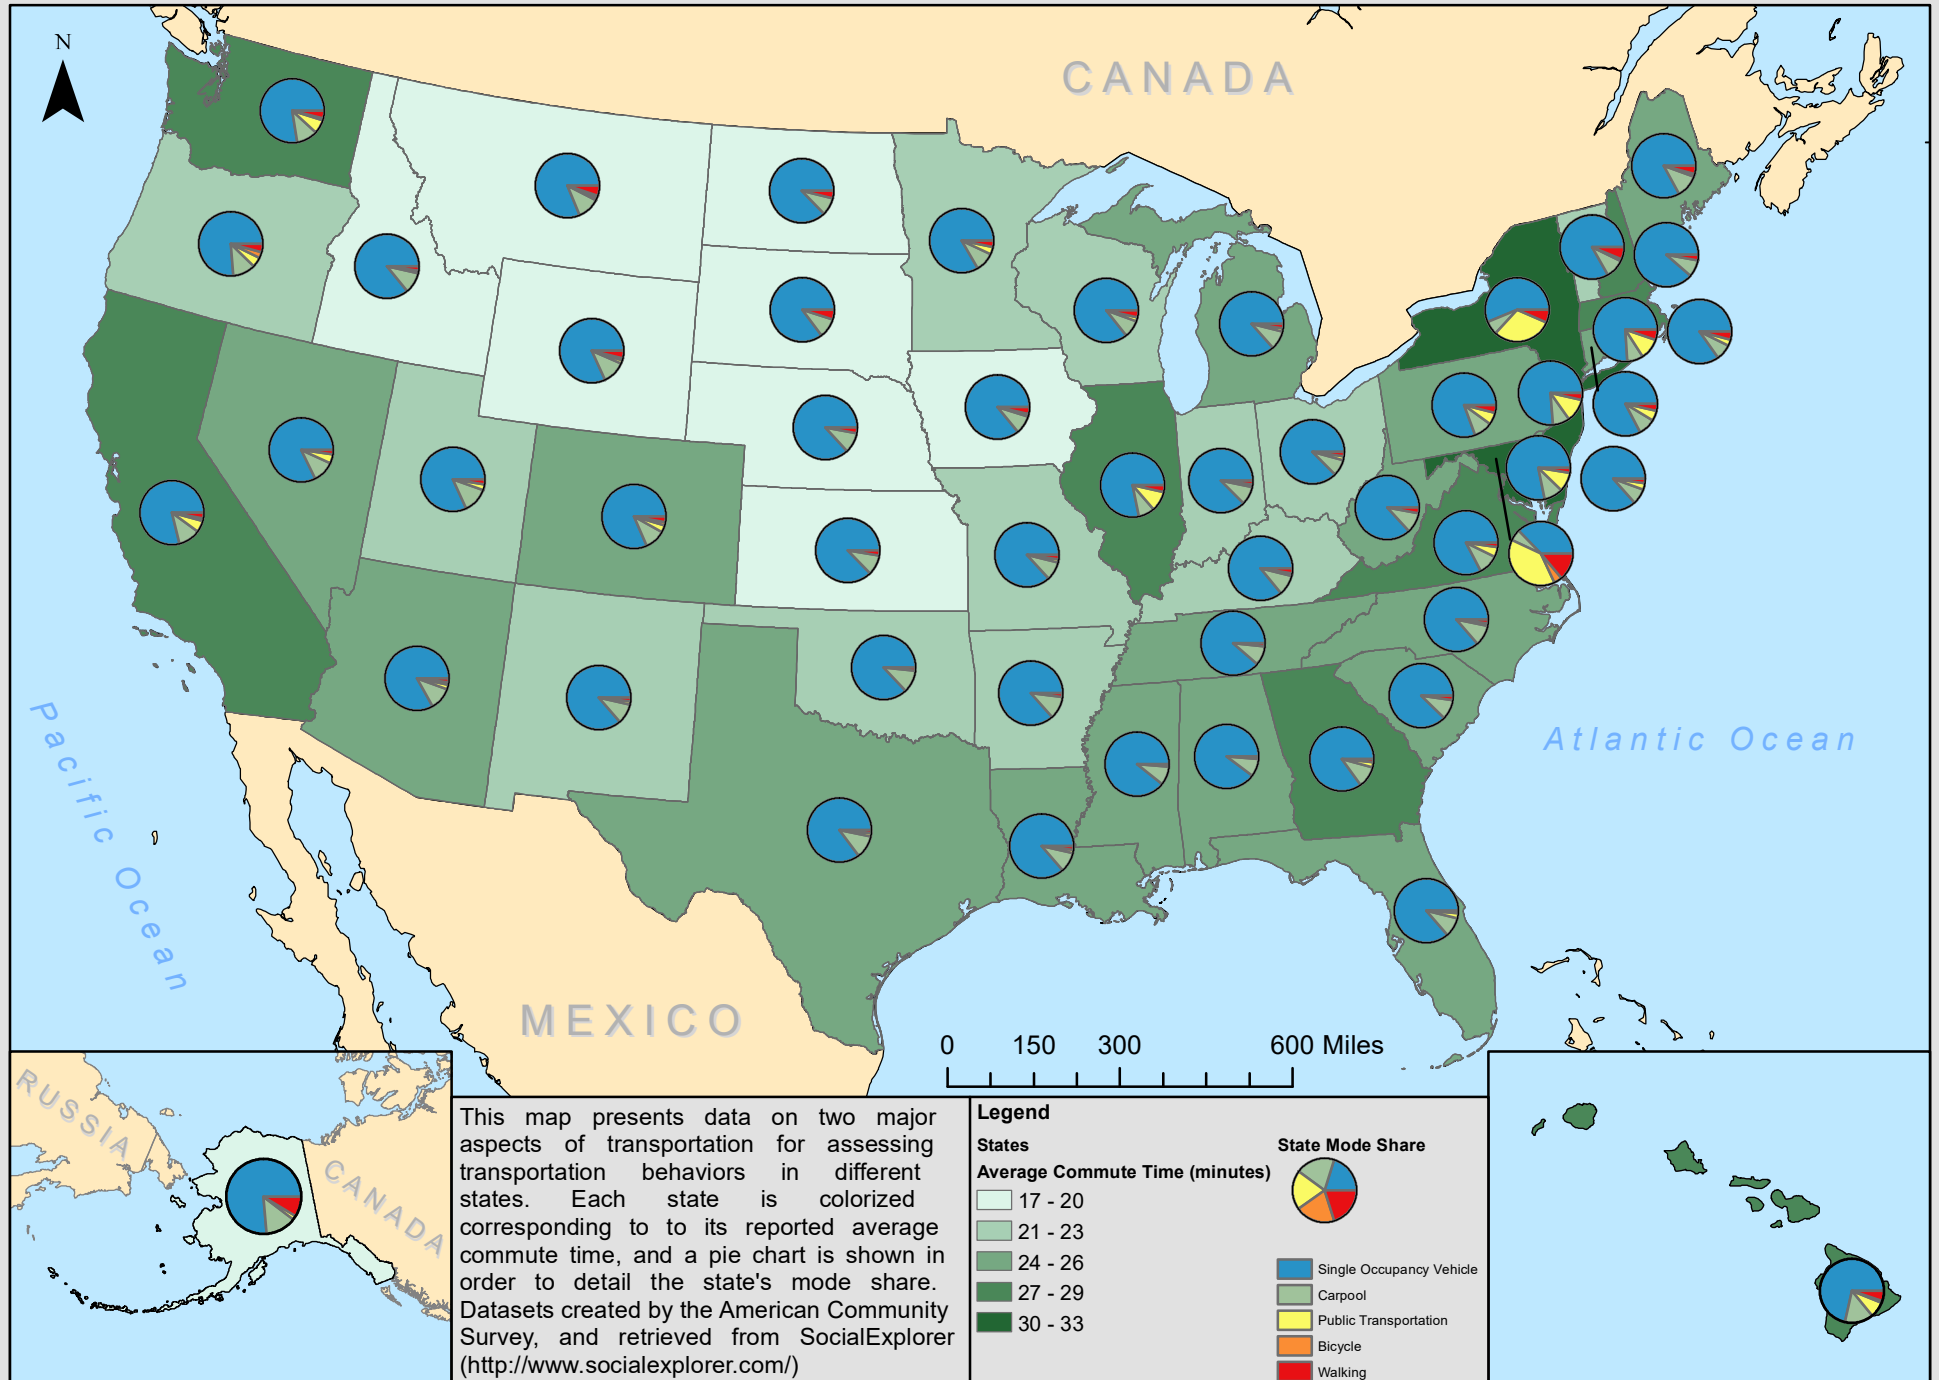 N
CANADA
Pacific Ocean
Atlantic Ocean
MEXICO
0 150 300 600 Miles
RUSSIA
CANADA
This map presents data on two major
aspects of transportation for assessing
transportation behaviors in different
states. Each state is colorized
corresponding to to its reported average
commute time, and a pie chart is shown in
order to detail the state's mode share.
Datasets created by the American Community
Survey, and retrieved from SocialExplorer
(http://www.socialexplorer.com/)
Legend
States
Average Commute Time (minutes)
17 - 20
21 - 23
24 - 26
27 - 29
30 - 33
State Mode Share
Single Occupancy Vehicle
Carpool
Public Transportation
Bicycle
Walking